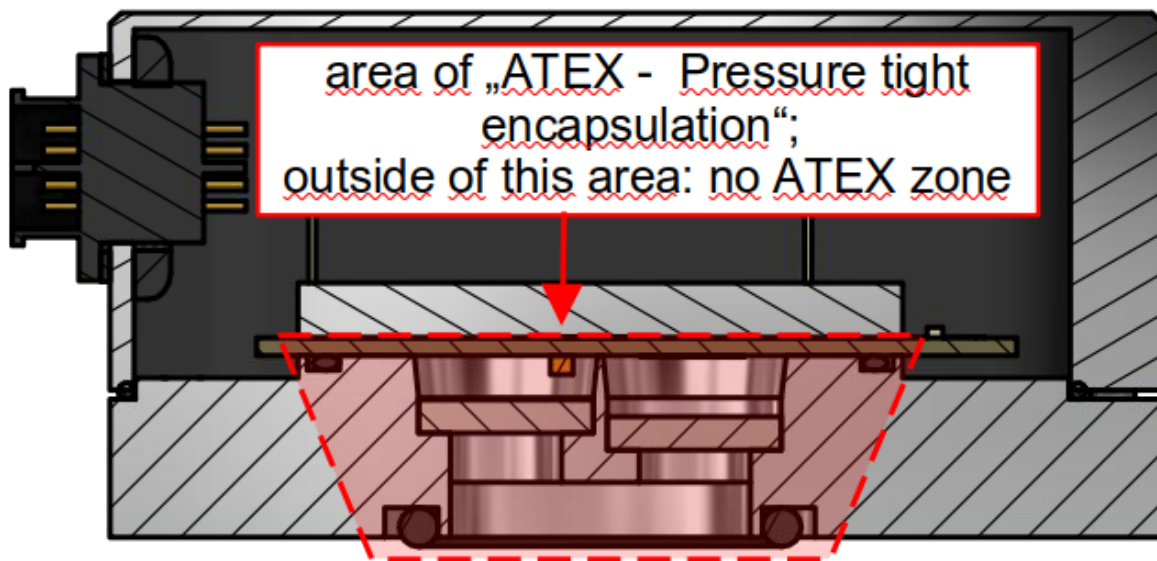 area of „ATEX -  Pressure tight
encapsulation“;
outside of this area: no ATEX zone